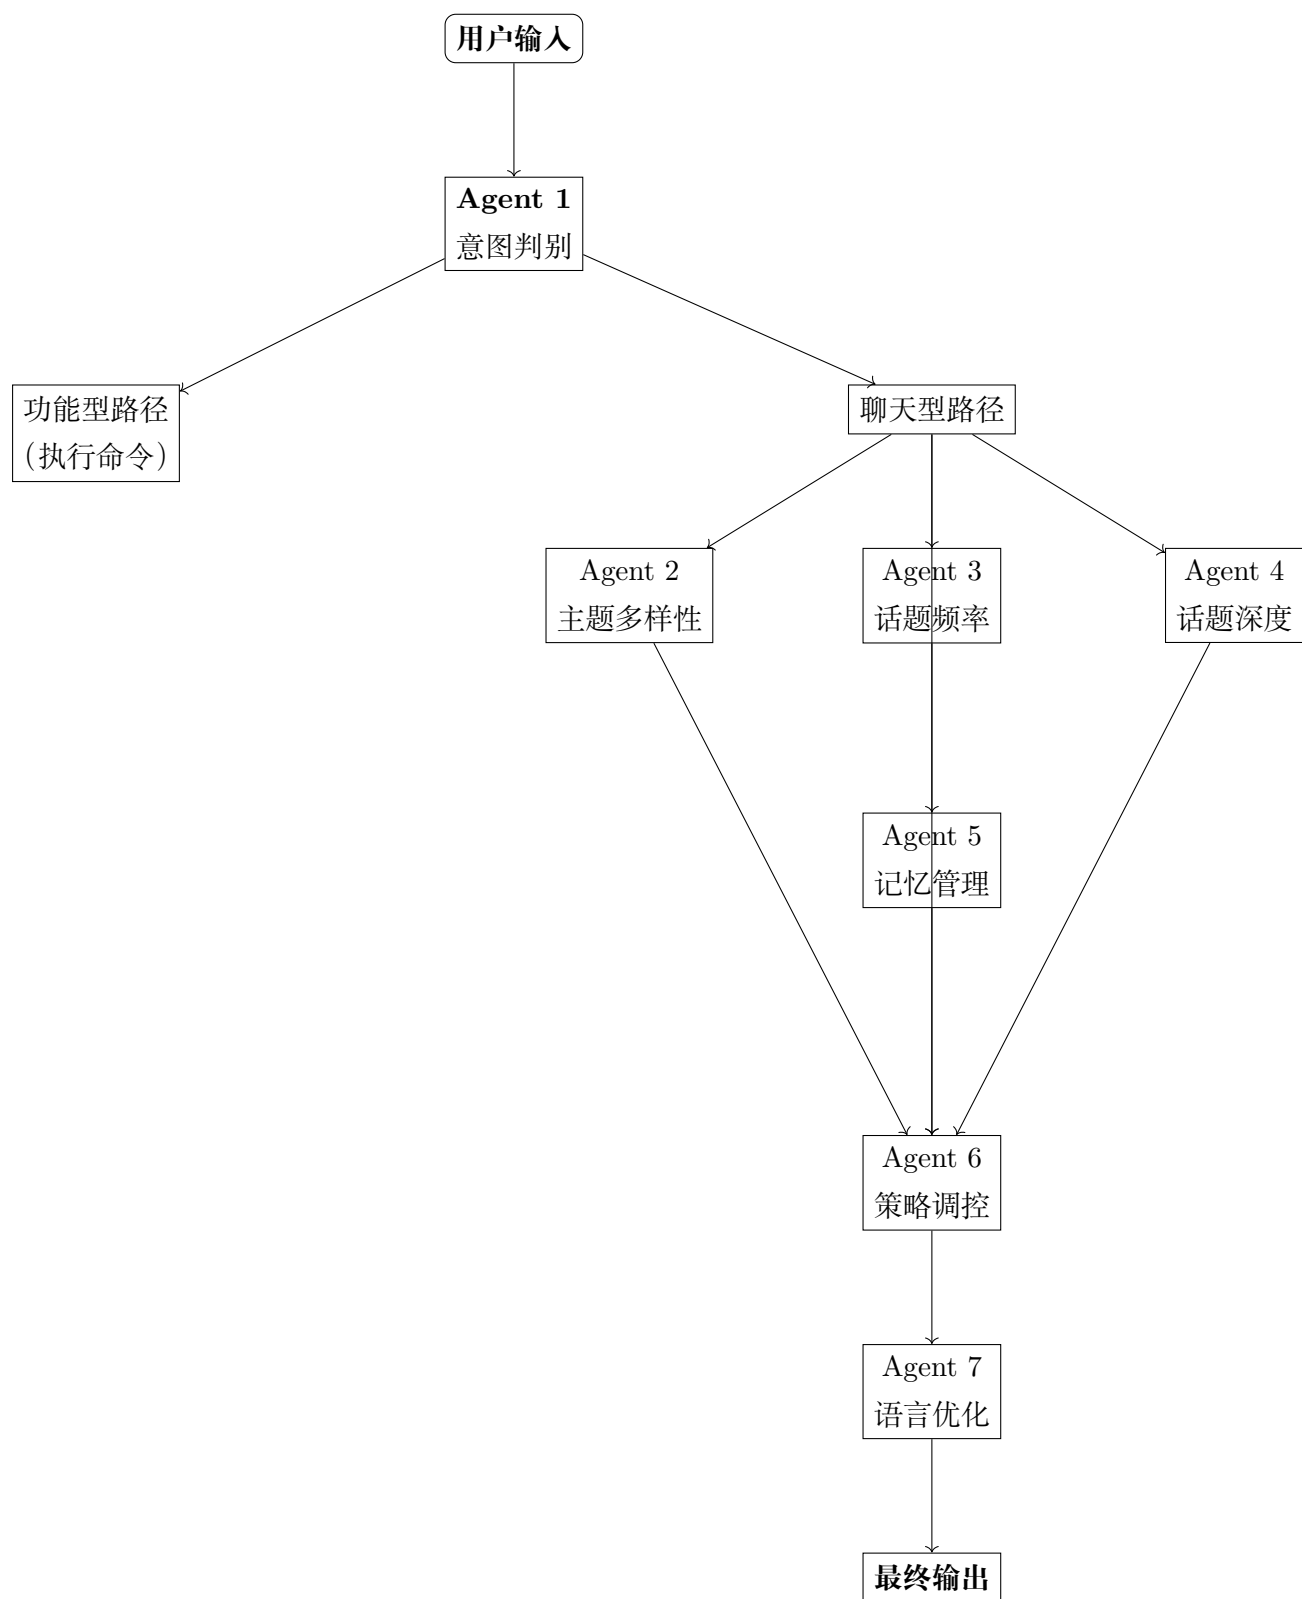 用户输入
Agent 1
意图判别
功能型路径
（执行命令）
聊天型路径
Agent 2
主题多样性
Agent 3
话题频率
Agent 4
话题深度
Agent 5
记忆管理
Agent 6
策略调控
Agent 7
语言优化
最终输出